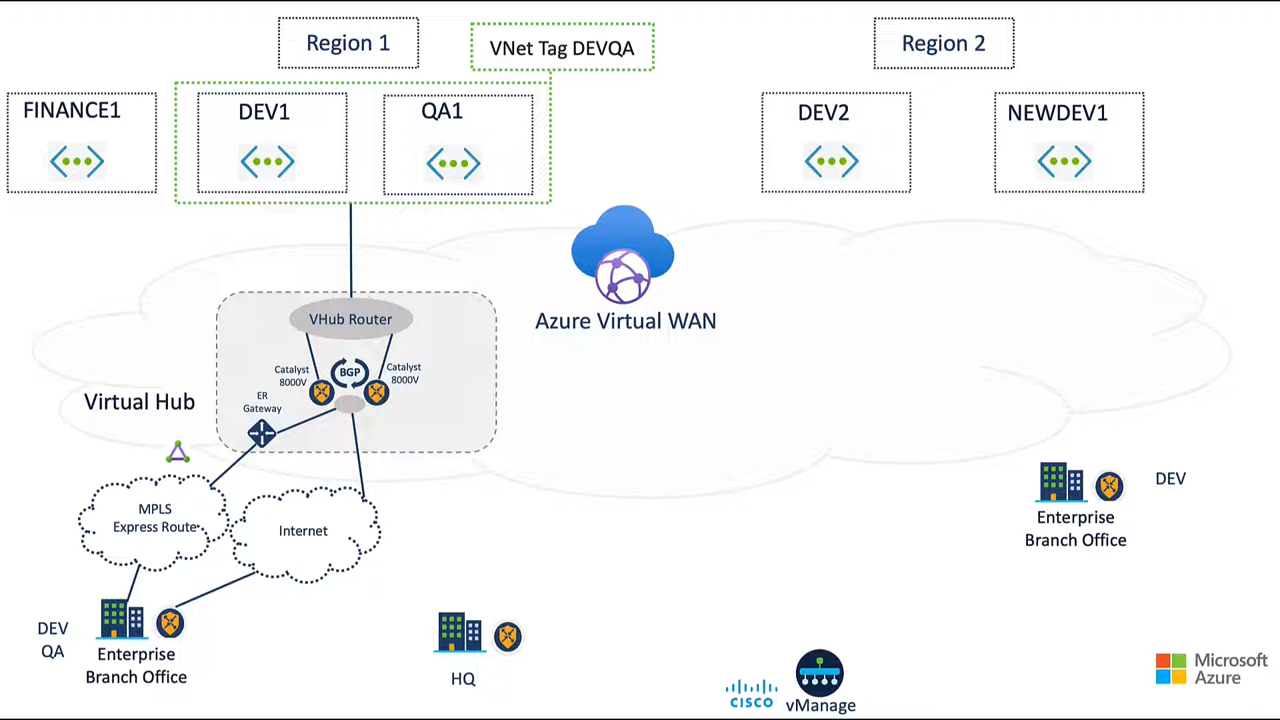 Region 1
VNet Tag DEVQA
Region 2
FINANCE1
DEV1
QA1
DEV2
NEWDEV1
Azure Virtual WAN
VHub Router
Catalyst
8000V
BGP
Catalyst
8000V
ER
Gateway
Virtual Hub
MPLS
Express Route
Internet
DEV
Enterprise
Branch Office
DEV
QA
Enterprise
Branch Office
HQ
CISCO
vManage
Microsoft
Azure